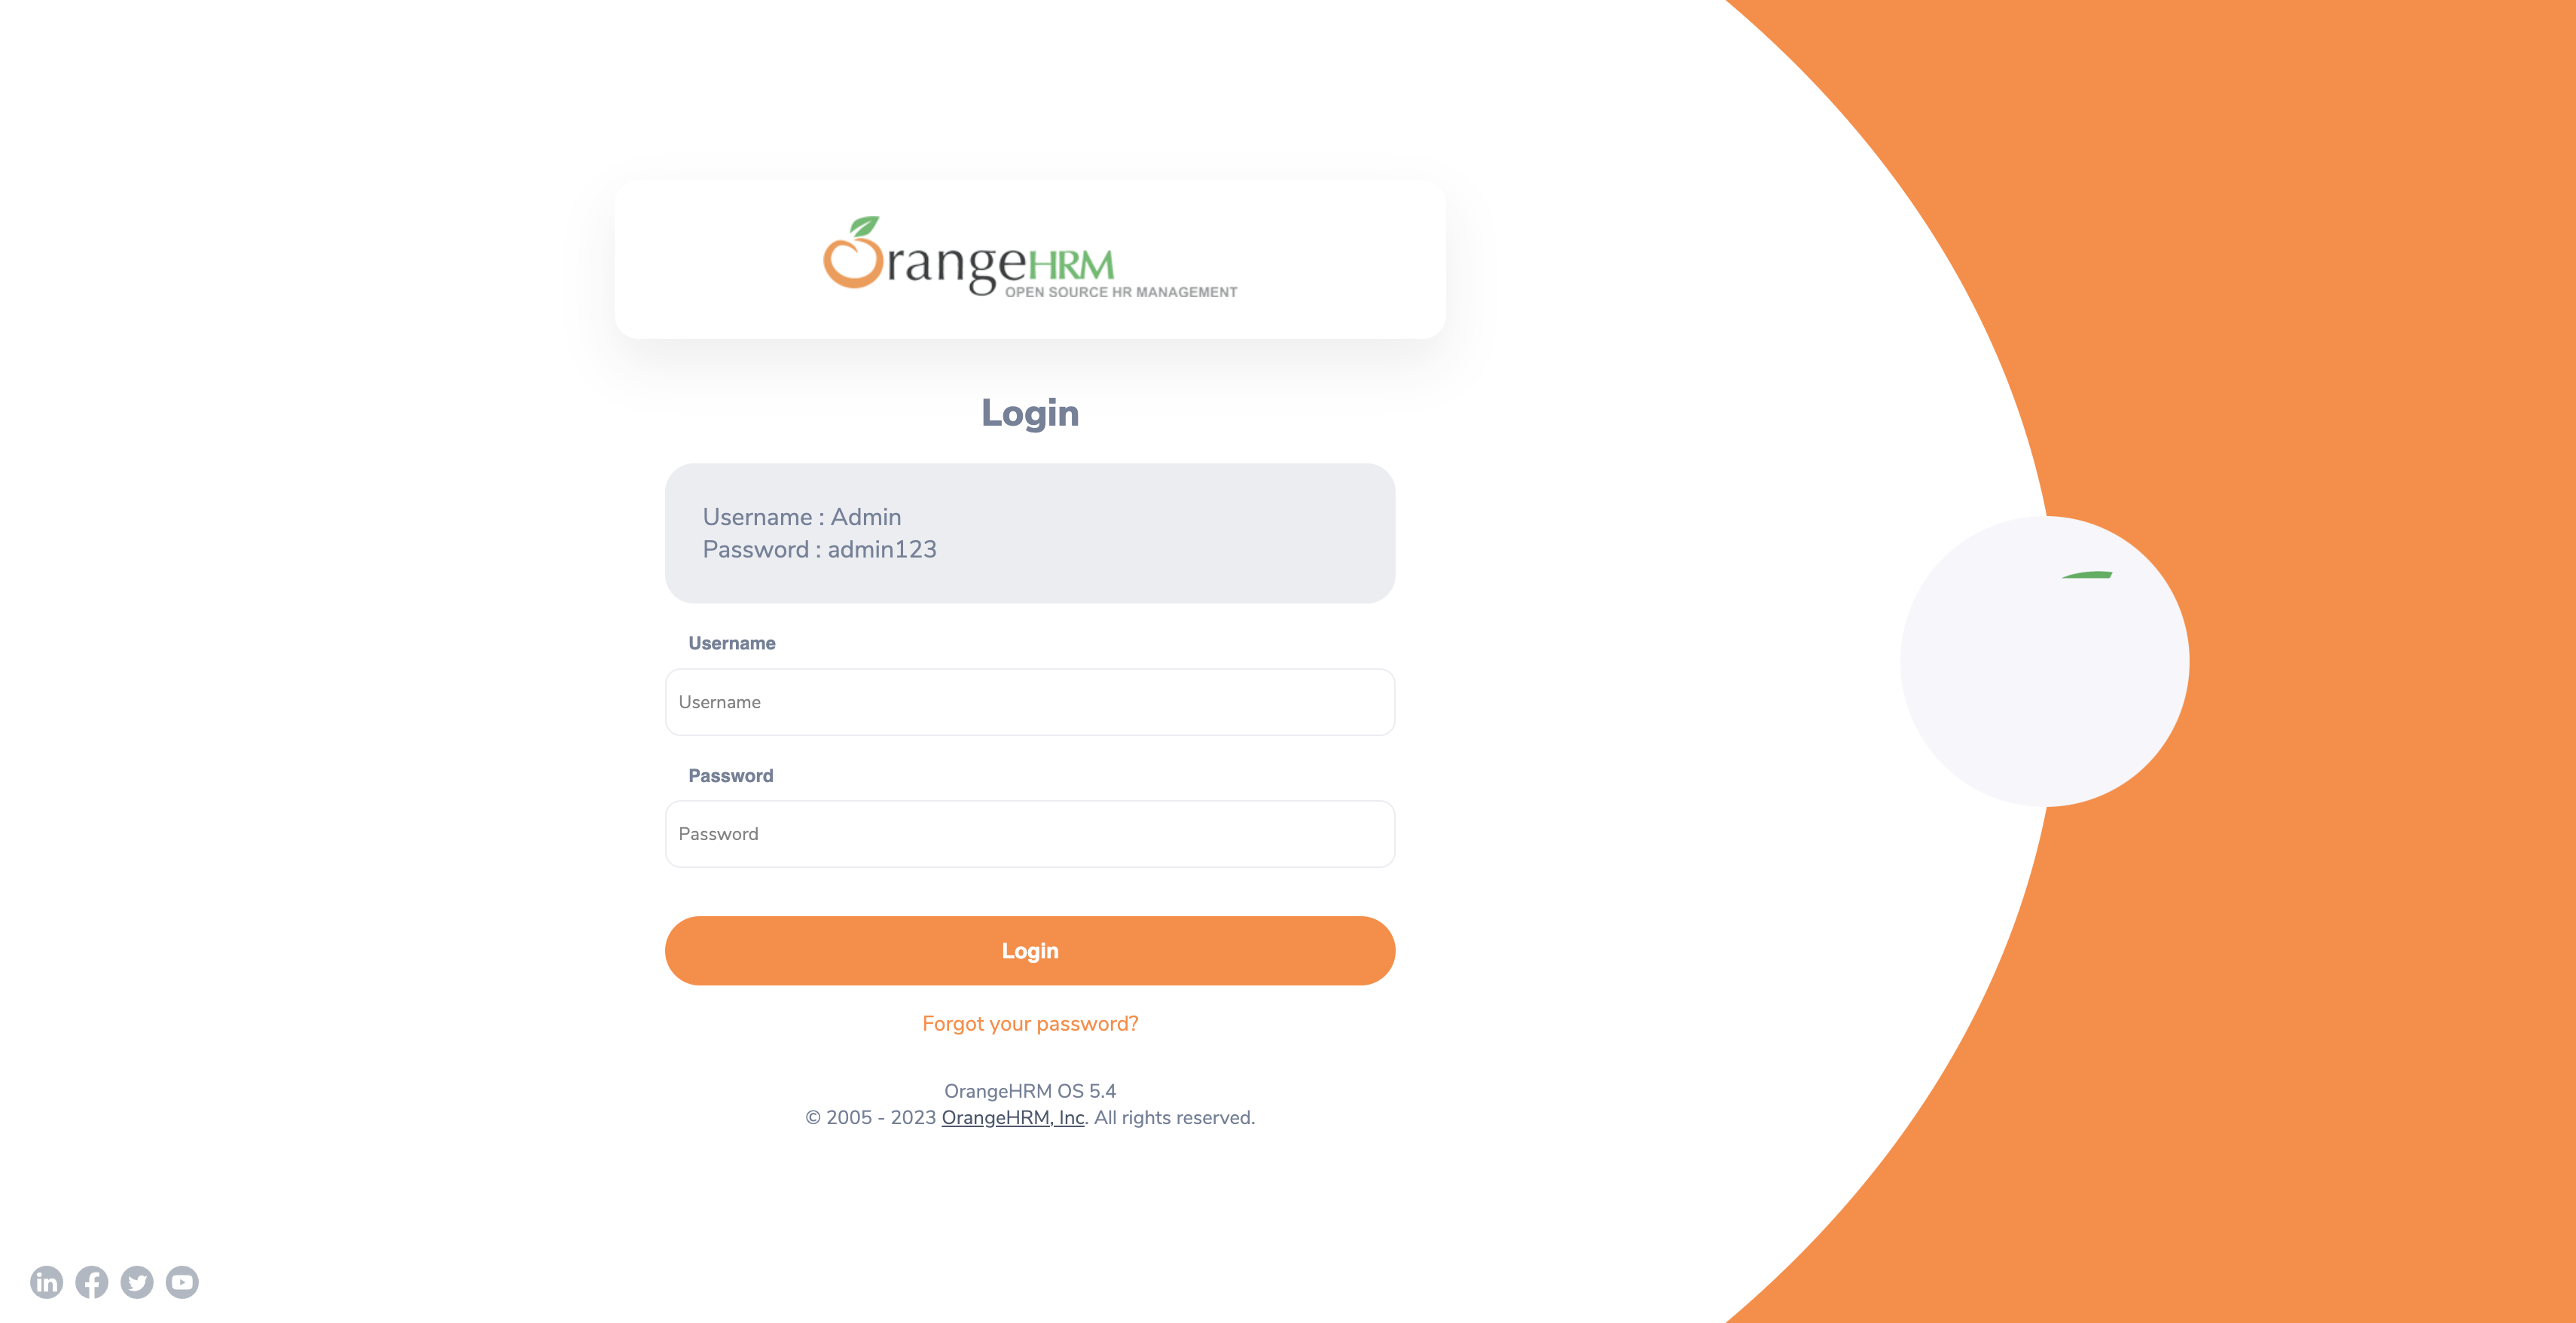 OrangeHRM
OPEN SOURCE HR MANAGEMENT
Login
Username : Admin
Password : admin123
Username
Username
Password
Password
Login
Forgot your password?
OrangeHRM OS 5.4
© 2005 - 2023 OrangeHRM, Inc. All rights reserved.